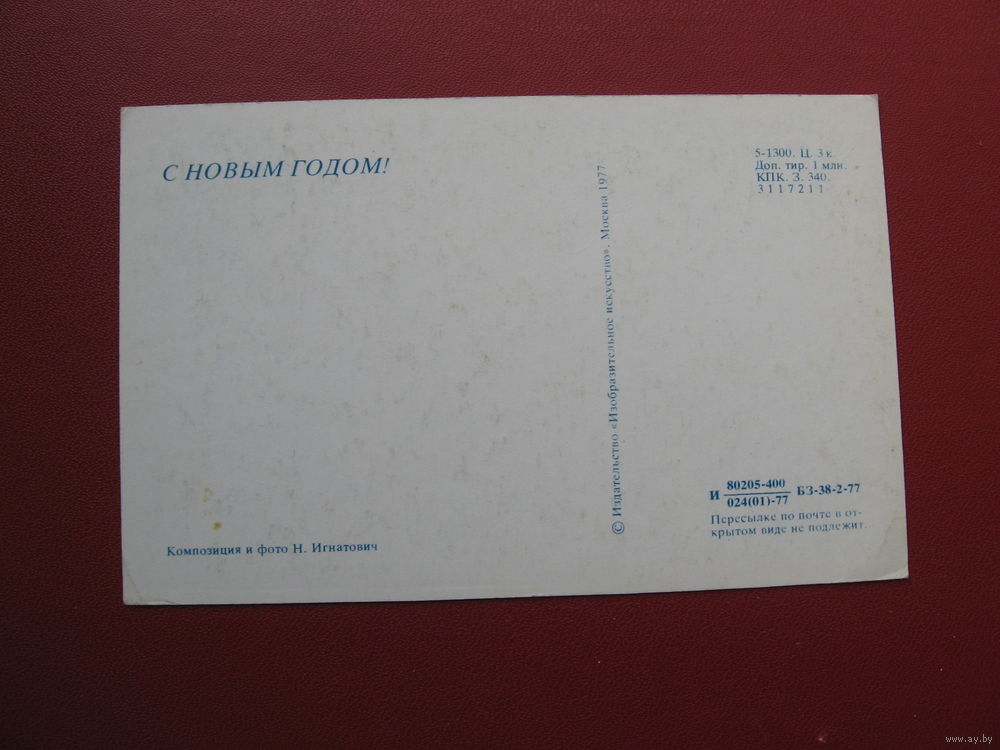 С НОВЫМ ГОДОМ!
Композиция и фото Н. Игнатович
© Издательство «Изобразительное искусство». Москва 1977
5-1300. Ц. 3 к.
Доп. тир. 1 млн.
КПК. З. 340.
3117211
И 80205-400 БЗ-38-2-77
024(01)-77
Пересылке по почте в от-
крытом виде не подлежит.
www.ay.by